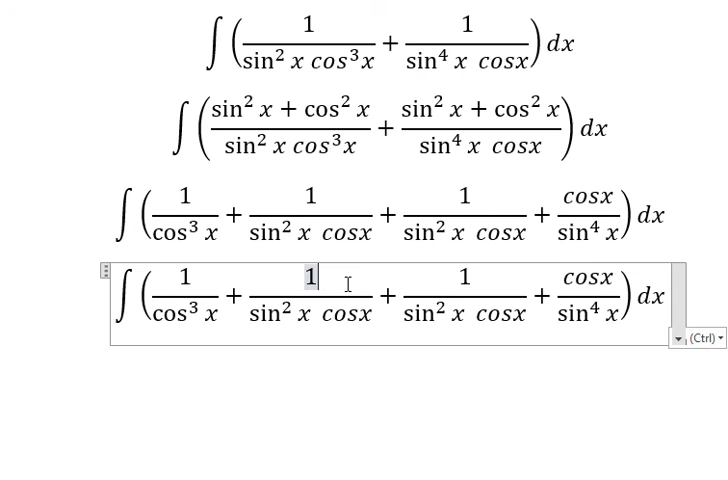 ∫ (1/(sin² x cos³x) + 1/(sin⁴ x cosx)) dx
∫ ((sin² x + cos² x)/(sin² x cos³x) + (sin² x + cos² x)/(sin⁴ x cosx)) dx
∫ (1/(cos³ x) + 1/(sin² x cosx) + 1/(sin² x cosx) + cosx/(sin⁴ x)) dx
∫ (1/(cos³ x) + 1/(sin² x cosx) + 1/(sin² x cosx) + cosx/(sin⁴ x)) dx
(Ctrl)